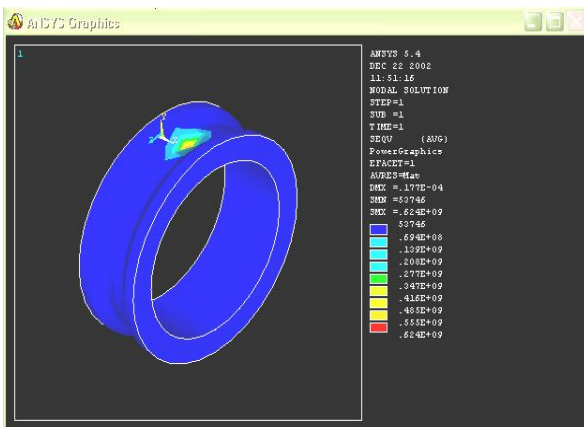 ANSYS Graphics
1
ANSYS 5.4
DEC 22 2002
11:51:16
NODAL SOLUTION
STEP=1
SUB =1
TIME=1
SEQV (AVG)
PowerGraphics
EFACET=1
AVRES=Mat
DMX =.177E-04
SMN =53746
SMX =.624E+09
53746
.694E+08
.139E+09
.208E+09
.277E+09
.347E+09
.416E+09
.485E+09
.555E+09
.624E+09